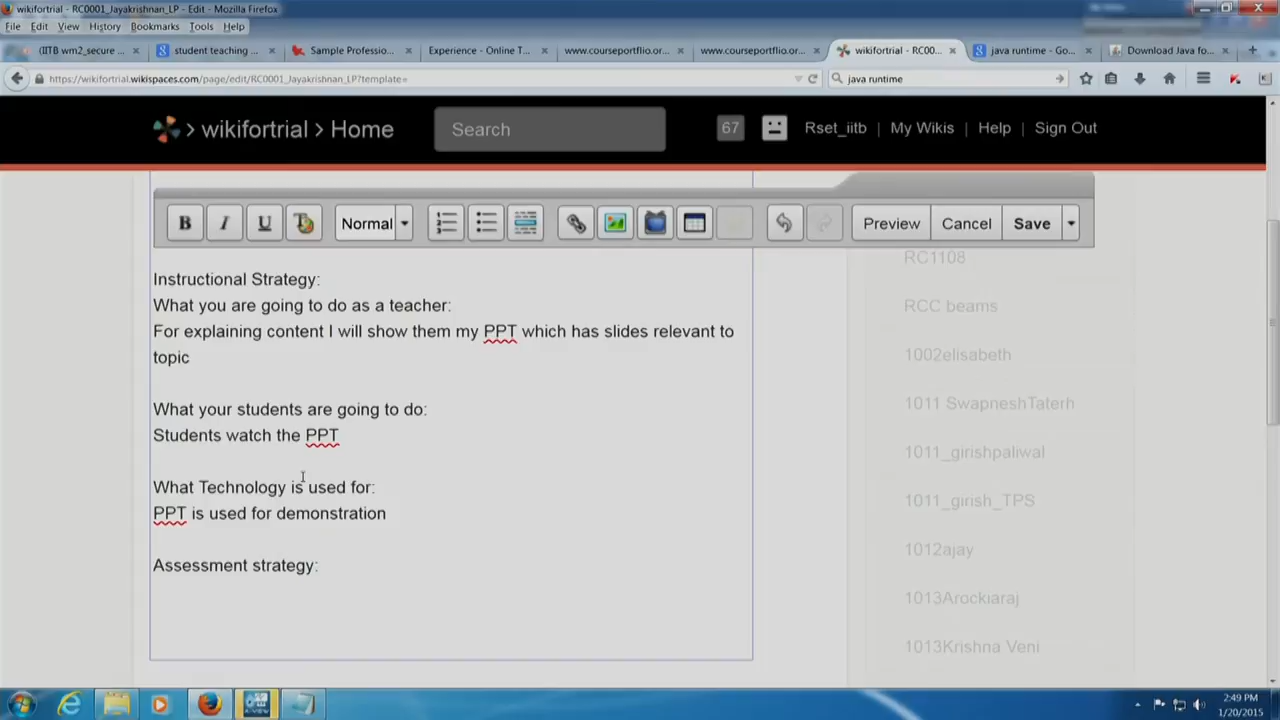 wikifortrial - RC0001_Jayakrishnan_LP - Edit - Mozilla Firefox
File Edit View History Bookmarks Tools Help
(IITB wm2_secure ... × student teaching ... × Sample Professio... × Experience - Online T... × www.courseportflio.or... × www.courseportflio.or... × wikifortrial - RC00... × java runtime - Go... × Download Java fo... × +
https://wikifortrial.wikispaces.com/page/edit/RC0001_Jayakrishnan_LP?template= java runtime
> wikifortrial > Home Search 67 Rset_iitb | My Wikis | Help | Sign Out
B I U Normal Preview Cancel Save
RC1108
Instructional Strategy:
What you are going to do as a teacher:
RCC beams
For explaining content I will show them my PPT which has slides relevant to
topic
1002elisabeth
What your students are going to do:
1011 SwapneshTaterh
Students watch the PPT
1011_girishpaliwal
What Technology is used for:
1011_girish_TPS
PPT is used for demonstration
1012ajay
Assessment strategy:
1013Arockiaraj
1013Krishna Veni
2:49 PM
1/20/2015